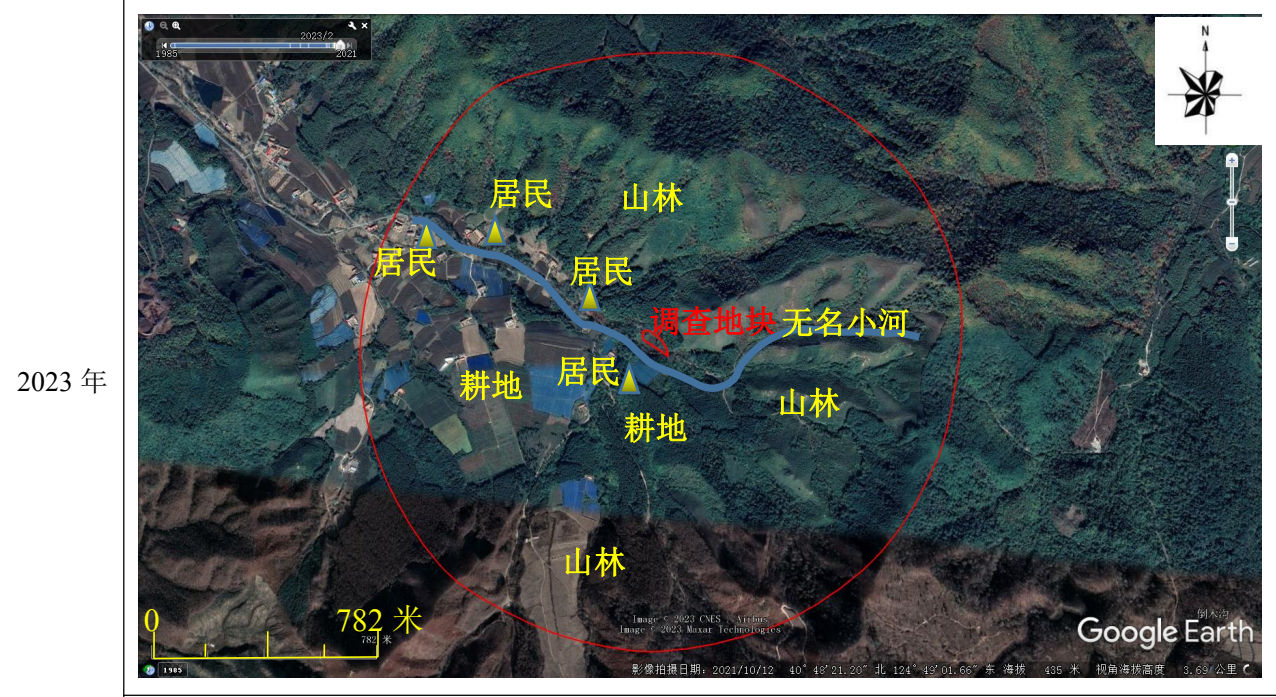 2023/2
1985
2021
N
居民
山林
居民
居民
调查地块
无名小河
2023 年
居民
耕地
山林
耕地
山林
0
782 米
782 米
Image © 2023 CNES / Airbus
Image © 2023 Maxar Technologies
倒木沟
Google Earth
1985
影像拍摄日期：2021/10/12 40°48'21.20" 北 124°49'01.66" 东 海拔 435 米 视角海拔高度 3.69 公里